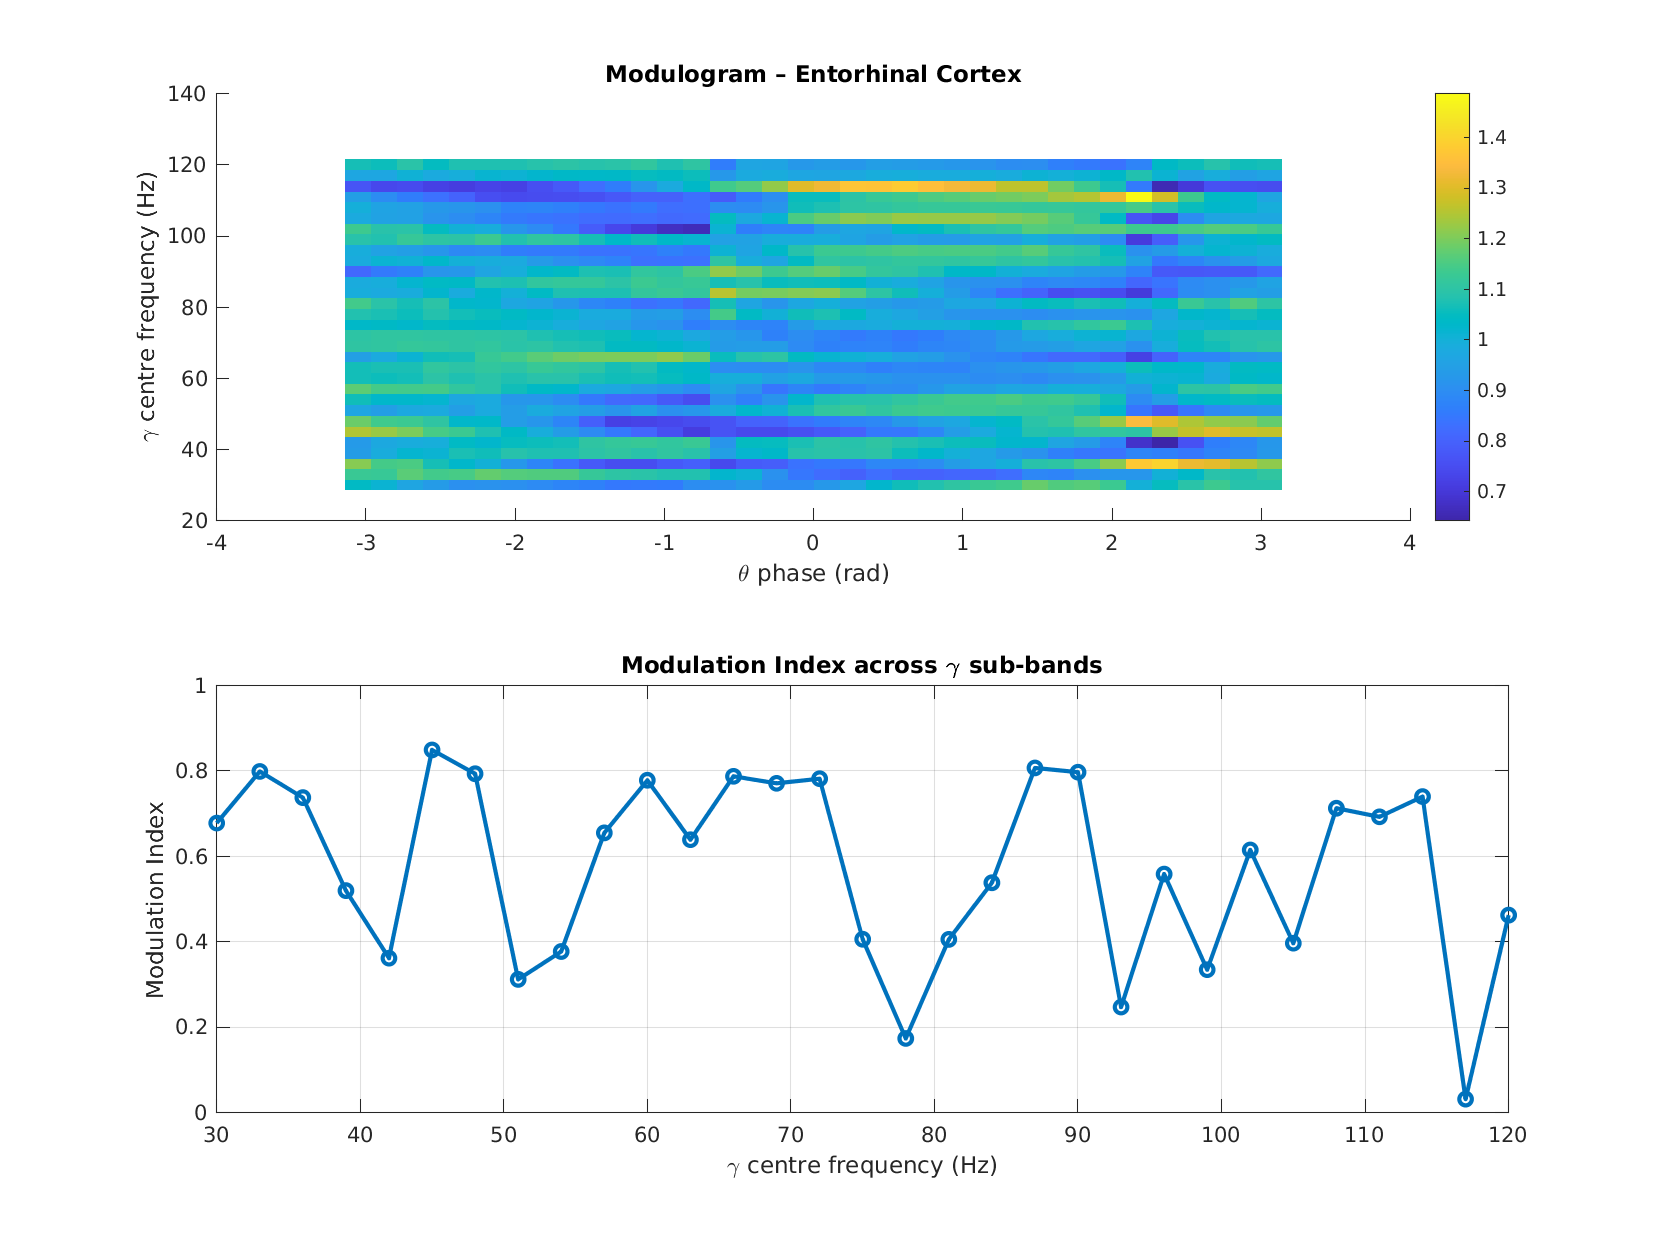 Modulogram – Entorhinal Cortex
140
120
100
80
60
40
20
γ centre frequency (Hz)
-4 -3 -2 -1 0 1 2 3 4
θ phase (rad)
1.4
1.3
1.2
1.1
1
0.9
0.8
0.7
Modulation Index across γ sub-bands
1
0.8
0.6
0.4
0.2
0
Modulation Index
30 40 50 60 70 80 90 100 110 120
γ centre frequency (Hz)